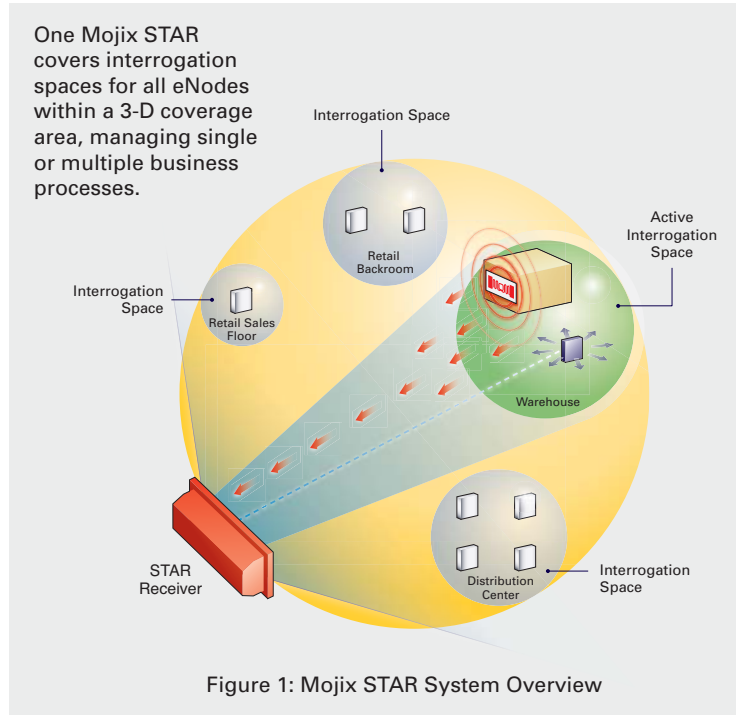 One Mojix STAR
covers interrogation
spaces for all eNodes
within a 3-D coverage
area, managing single
or multiple business
processes.
Interrogation Space
Active
Interrogation
Space
Retail
Backroom
Interrogation
Space
Retail Sales
Floor
Warehouse
STAR
Receiver
Distribution
Center
Interrogation
Space
Figure 1: Mojix STAR System Overview